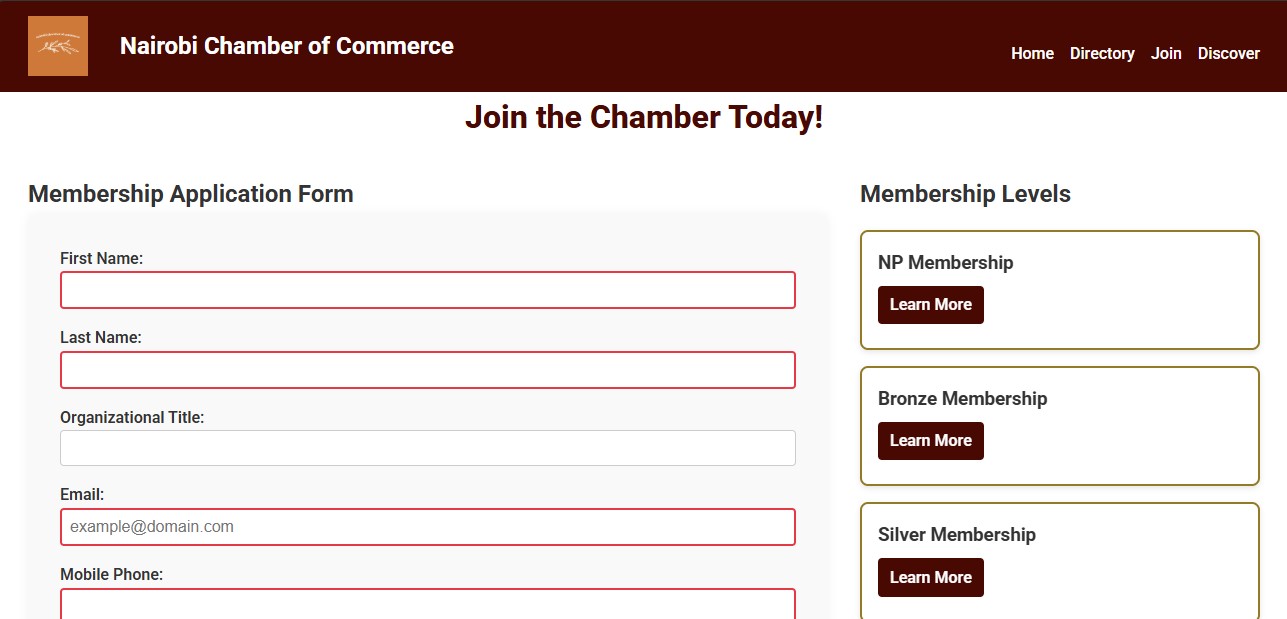 Nairobi Chamber of Commerce
Home Directory Join Discover
Join the Chamber Today!
Membership Application Form
First Name:
Last Name:
Organizational Title:
Email:
example@domain.com
Mobile Phone:
Membership Levels
NP Membership
Learn More
Bronze Membership
Learn More
Silver Membership
Learn More